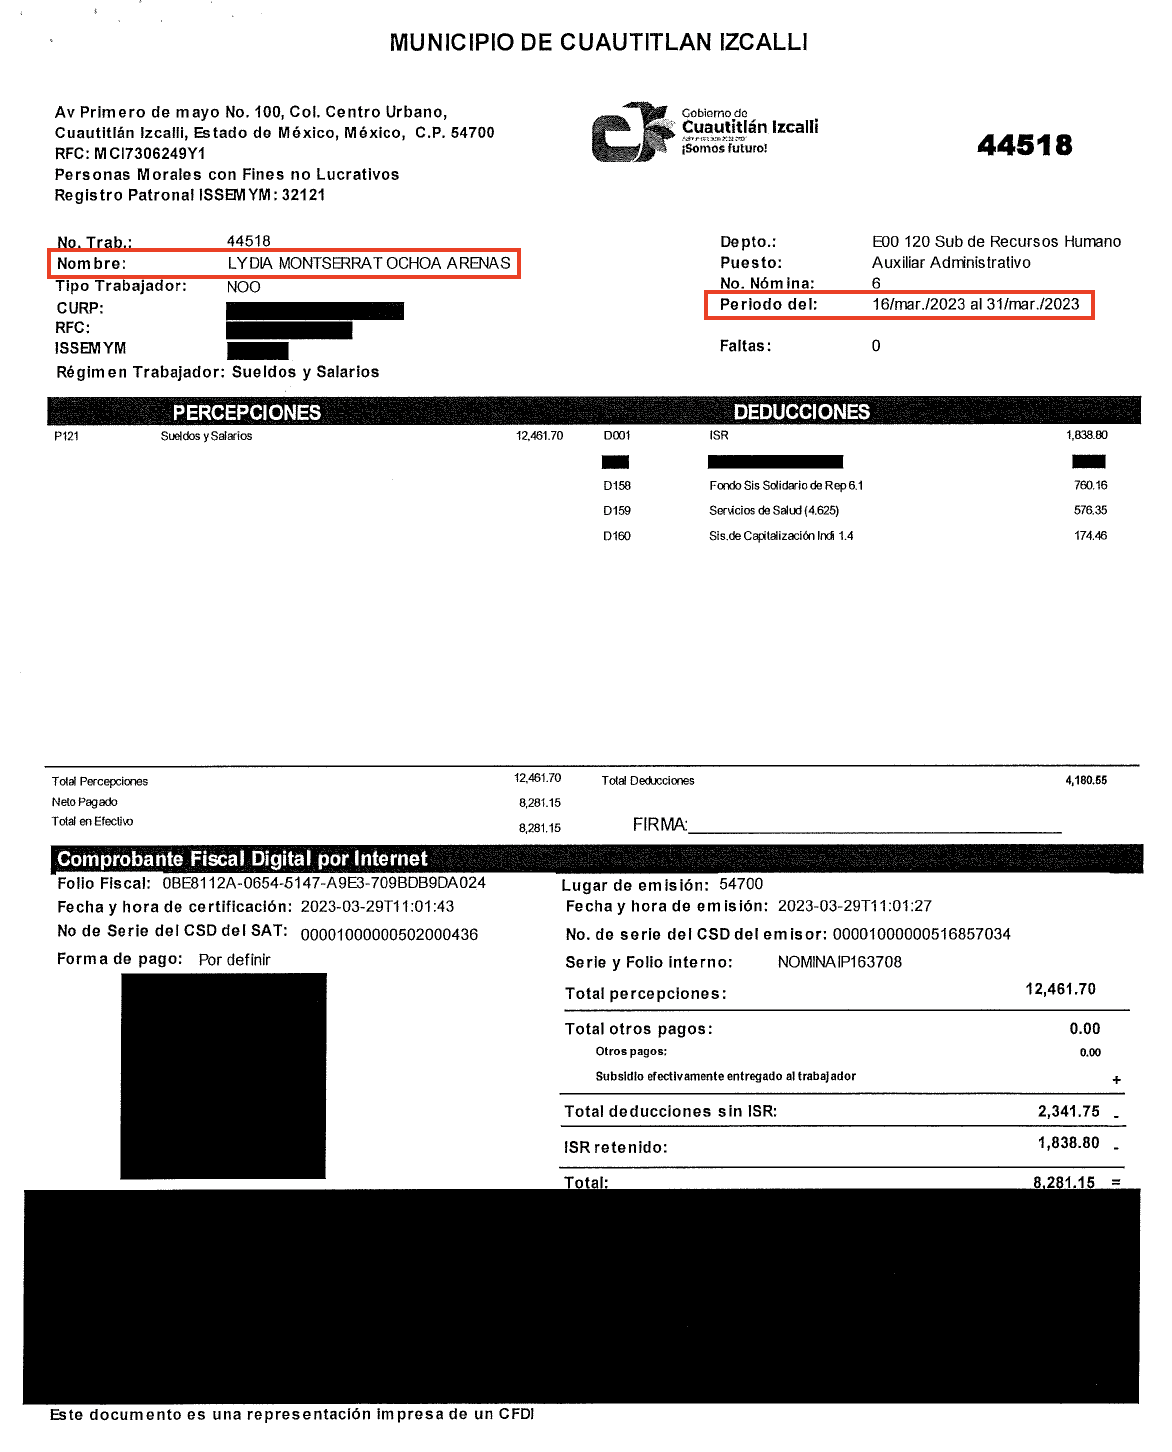 MUNICIPIO DE CUAUTITLAN IZCALLI
Av Primero de mayo No. 100, Col. Centro Urbano,
Cuautitlán Izcalli, Estado de México, México, C.P. 54700
RFC: MCI7306249Y1
Personas Morales con Fines no Lucrativos
Registro Patronal ISSEMYM: 32121
Gobierno de
Cuautitlán Izcalli
¡Somos futuro!
44518
No. Trab.: 44518
Nombre: LYDIA MONTSERRAT OCHOA ARENAS
Tipo Trabajador: NOO
CURP:
RFC:
ISSEMYM
Régimen Trabajador: Sueldos y Salarios
Depto.: E00 120 Sub de Recursos Humano
Puesto: Auxiliar Administrativo
No. Nómina: 6
Periodo del: 16/mar./2023 al 31/mar./2023
Faltas: 0
PERCEPCIONES DEDUCCIONES
P121 Sueldos y Salarios 12,461.70 D001 ISR 1,838.80
D158 Fondo Sis Solidario de Rep 6.1 760.16
D159 Servicios de Salud (4.625) 576.35
D160 Sis.de Capitalización Indi 1.4 174.46
Total Percepciones 12,461.70 Total Deducciones 4,180.55
Neto Pagado 8,281.15
Total en Efectivo 8,281.15 FIRMA:
Comprobante Fiscal Digital por Internet
Folio Fiscal: 0BE8112A-0654-5147-A9E3-709BDB9DA024
Fecha y hora de certificación: 2023-03-29T11:01:43
No de Serie del CSD del SAT: 00001000000502000436
Forma de pago: Por definir
Lugar de emisión: 54700
Fecha y hora de emisión: 2023-03-29T11:01:27
No. de serie del CSD del emisor: 00001000000516857034
Serie y Folio interno: NOMINAIP163708
Total percepciones: 12,461.70
Total otros pagos: 0.00
Otros pagos: 0.00
Subsidio efectivamente entregado al trabajador +
Total deducciones sin ISR: 2,341.75 -
ISR retenido: 1,838.80 -
Total: 8,281.15 =
Este documento es una representación impresa de un CFDI